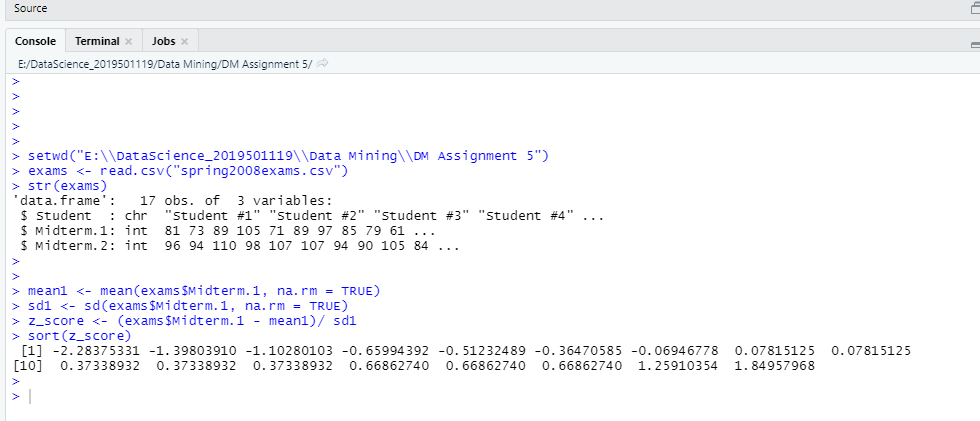 Source
Console Terminal × Jobs ×
E:/DataScience_2019501119/Data Mining/DM Assignment 5/
>
>
>
>
>
> setwd("E:\\DataScience_2019501119\\Data Mining\\DM Assignment 5")
> exams <- read.csv("spring2008exams.csv")
> str(exams)
'data.frame':   17 obs. of  3 variables:
 $ Student  : chr  "Student #1" "Student #2" "Student #3" "Student #4" ...
 $ Midterm.1: int  81 73 89 105 71 89 97 85 79 61 ...
 $ Midterm.2: int  96 94 110 98 107 107 94 90 105 84 ...
>
>
> mean1 <- mean(exams$Midterm.1, na.rm = TRUE)
> sd1 <- sd(exams$Midterm.1, na.rm = TRUE)
> z_score <- (exams$Midterm.1 - mean1)/ sd1
> sort(z_score)
 [1] -2.28375331 -1.39803910 -1.10280103 -0.65994392 -0.51232489 -0.36470585 -0.06946778  0.07815125  0.07815125
[10]  0.37338932  0.37338932  0.37338932  0.66862740  0.66862740  0.66862740  1.25910354  1.84957968
>
>